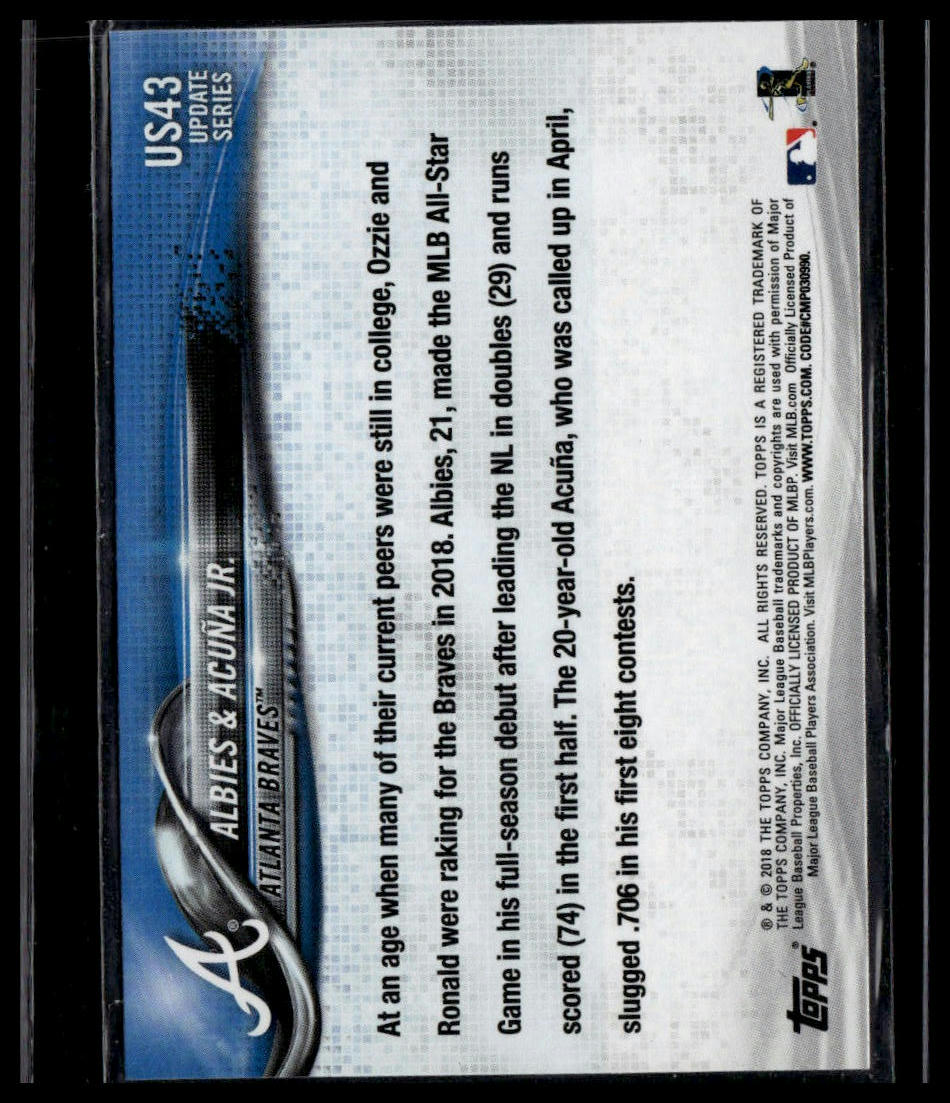 US43
UPDATE
SERIES
ALBIES & ACUÑA JR.
ATLANTA BRAVES™
A®
At an age when many of their current peers were still in college, Ozzie and
Ronald were raking for the Braves in 2018. Albies, 21, made the MLB All-Star
Game in his full-season debut after leading the NL in doubles (29) and runs
scored (74) in the first half. The 20-year-old Acuña, who was called up in April,
slugged .706 in his first eight contests.
topps®
® & © 2018 THE TOPPS COMPANY, INC. ALL RIGHTS RESERVED. TOPPS IS A REGISTERED TRADEMARK OF
THE TOPPS COMPANY, INC. Major League Baseball trademarks and copyrights are used with permission of Major
League Baseball Properties, Inc. OFFICIALLY LICENSED PRODUCT OF MLBP. Visit MLB.com Officially Licensed Product of
Major League Baseball Players Association. Visit MLBPlayers.com. WWW.TOPPS.COM. CODE#CMP030990.